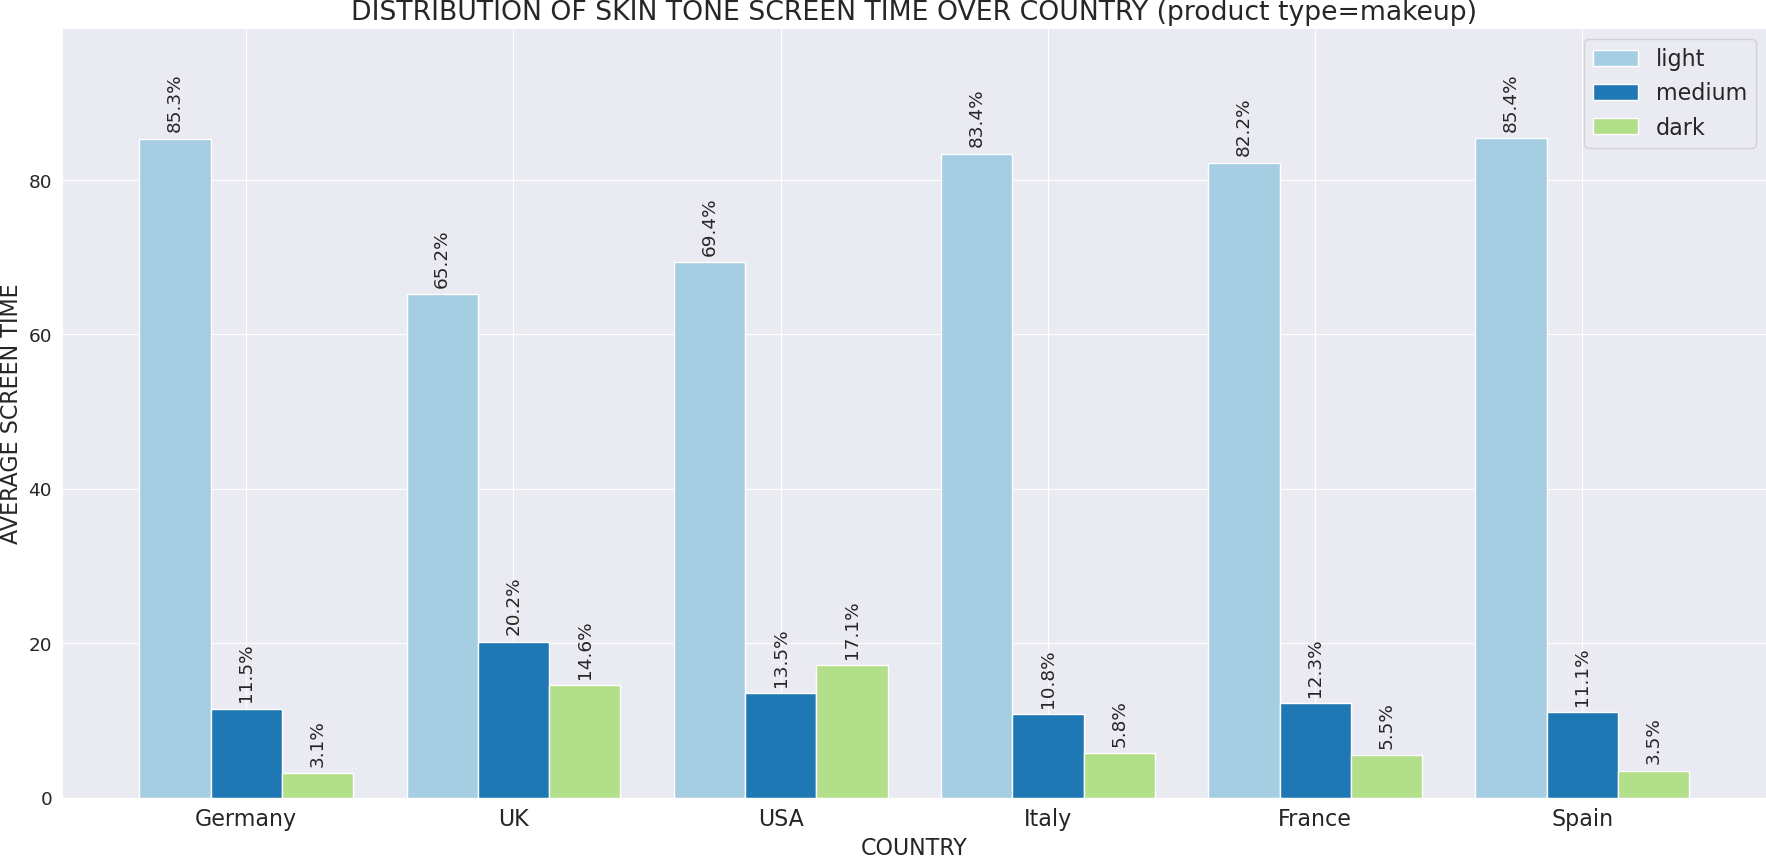 DISTRIBUTION OF SKIN TONE SCREEN TIME OVER COUNTRY (product type=makeup)
light
medium
dark
AVERAGE SCREEN TIME
80
60
40
20
0
85.3%
11.5%
3.1%
65.2%
20.2%
14.6%
69.4%
13.5%
17.1%
83.4%
10.8%
5.8%
82.2%
12.3%
5.5%
85.4%
11.1%
3.5%
Germany
UK
USA
Italy
France
Spain
COUNTRY